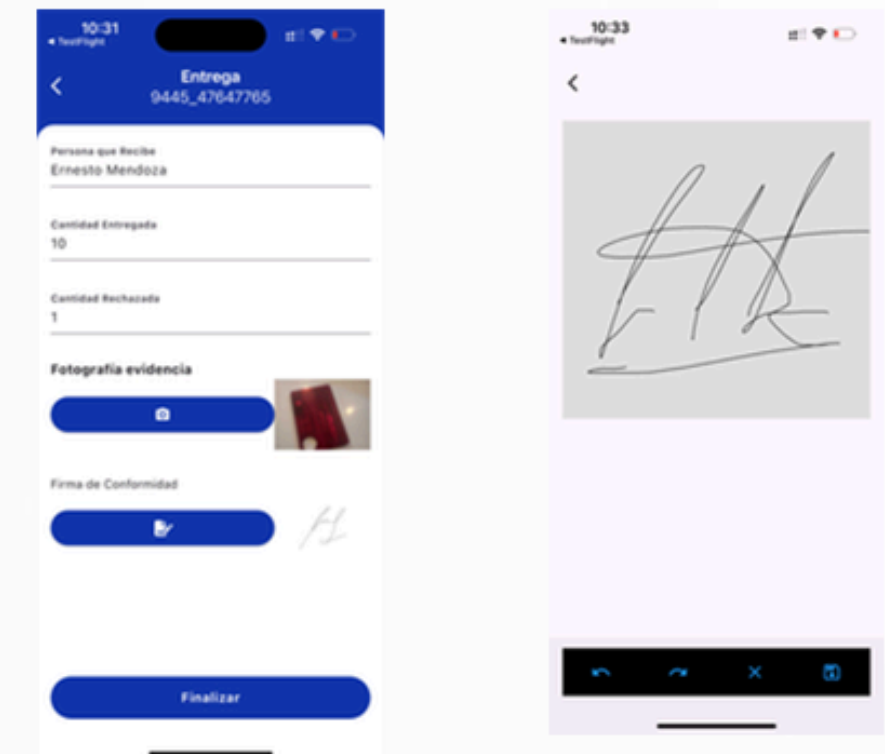 10:31
◀ TestFlight
Entrega
9445_47647765
Persona que Recibe
Ernesto Mendoza
Cantidad Entregada
10
Cantidad Rechazada
1
Fotografía evidencia
Firma de Conformidad
Finalizar
10:33
◀ TestFlight